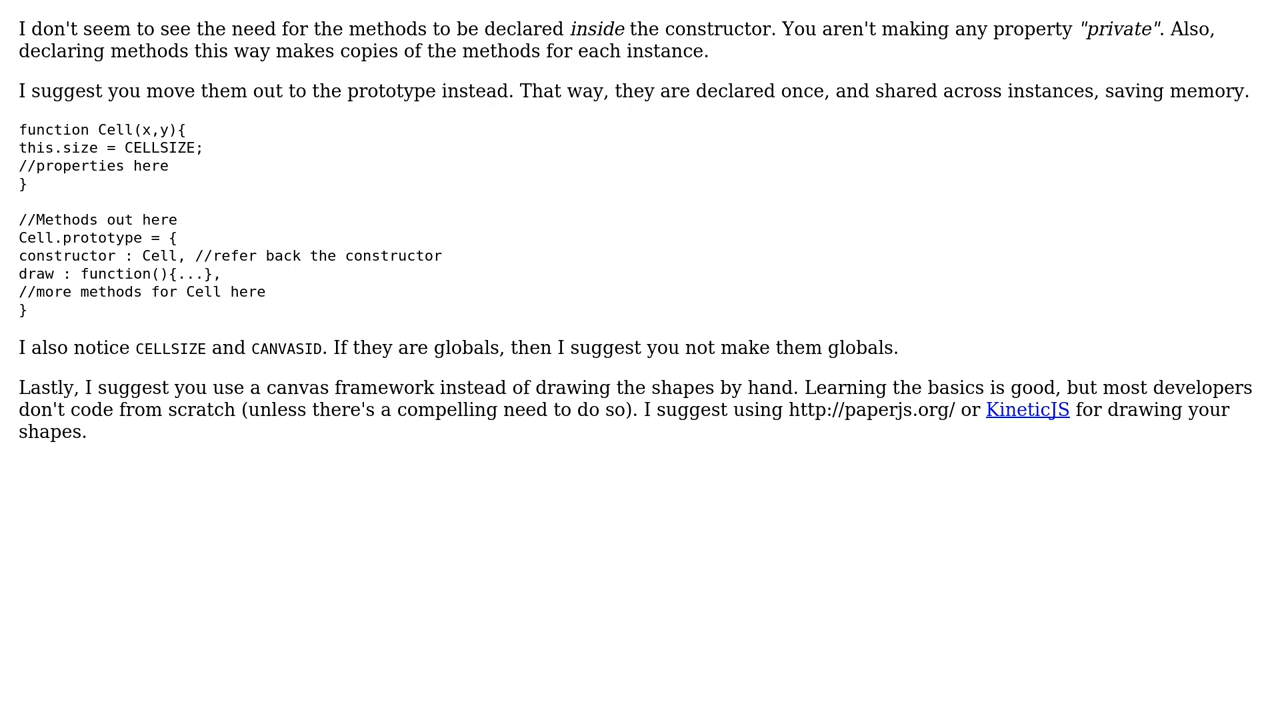 I don't seem to see the need for the methods to be declared inside the constructor. You aren't making any property "private". Also,
declaring methods this way makes copies of the methods for each instance.
I suggest you move them out to the prototype instead. That way, they are declared once, and shared across instances, saving memory.
function Cell(x,y){
this.size = CELLSIZE;
//properties here
}
//Methods out here
Cell.prototype = {
constructor : Cell, //refer back the constructor
draw : function(){...},
//more methods for Cell here
}
I also notice CELLSIZE and CANVASID. If they are globals, then I suggest you not make them globals.
Lastly, I suggest you use a canvas framework instead of drawing the shapes by hand. Learning the basics is good, but most developers
don't code from scratch (unless there's a compelling need to do so). I suggest using http://paperjs.org/ or KineticJS for drawing your
shapes.